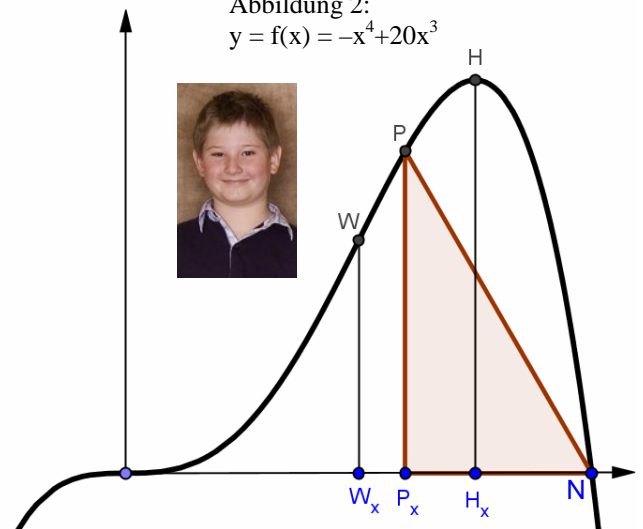 Abbildung 2:
y = f(x) = –x⁴+20x³
H
P
W
Wₓ
Pₓ
Hₓ
N